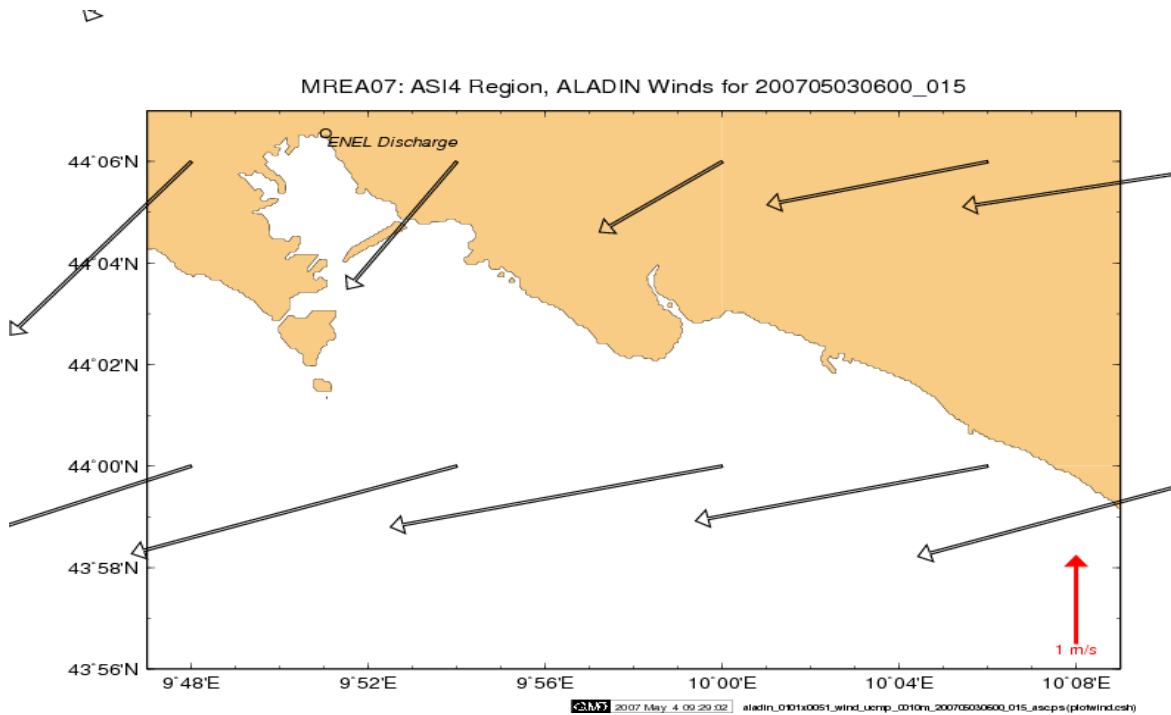 MREA07: ASI4 Region, ALADIN Winds for 200705030600_015
ENEL Discharge
44°06'N
44°04'N
44°02'N
44°00'N
43°58'N
43°56'N
1 m/s
9°48'E 9°52'E 9°56'E 10°00'E 10°04'E 10°08'E
GMT 2007 May 4 09:29:02 aladin_0101x0051_wind_ucmp_0010m_200705030600_015_asc.ps (plotwind.csh)